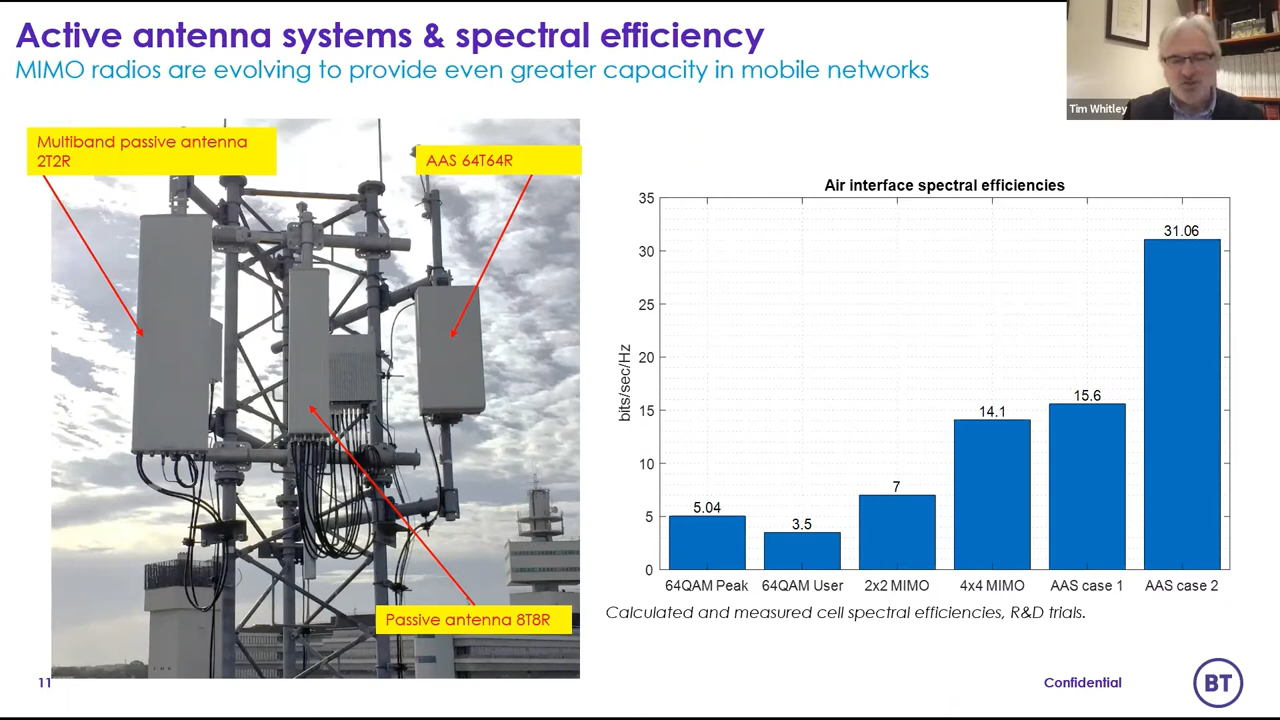 Active antenna systems & spectral efficiency
MIMO radios are evolving to provide even greater capacity in mobile networks
Tim Whitley
Multiband passive antenna
2T2R
AAS 64T64R
Passive antenna 8T8R
Air interface spectral efficiencies
35
30
25
20
15
10
5
0
bits/sec/Hz
5.04
3.5
7
14.1
15.6
31.06
64QAM Peak
64QAM User
2x2 MIMO
4x4 MIMO
AAS case 1
AAS case 2
Calculated and measured cell spectral efficiencies, R&D trials.
11
Confidential
BT